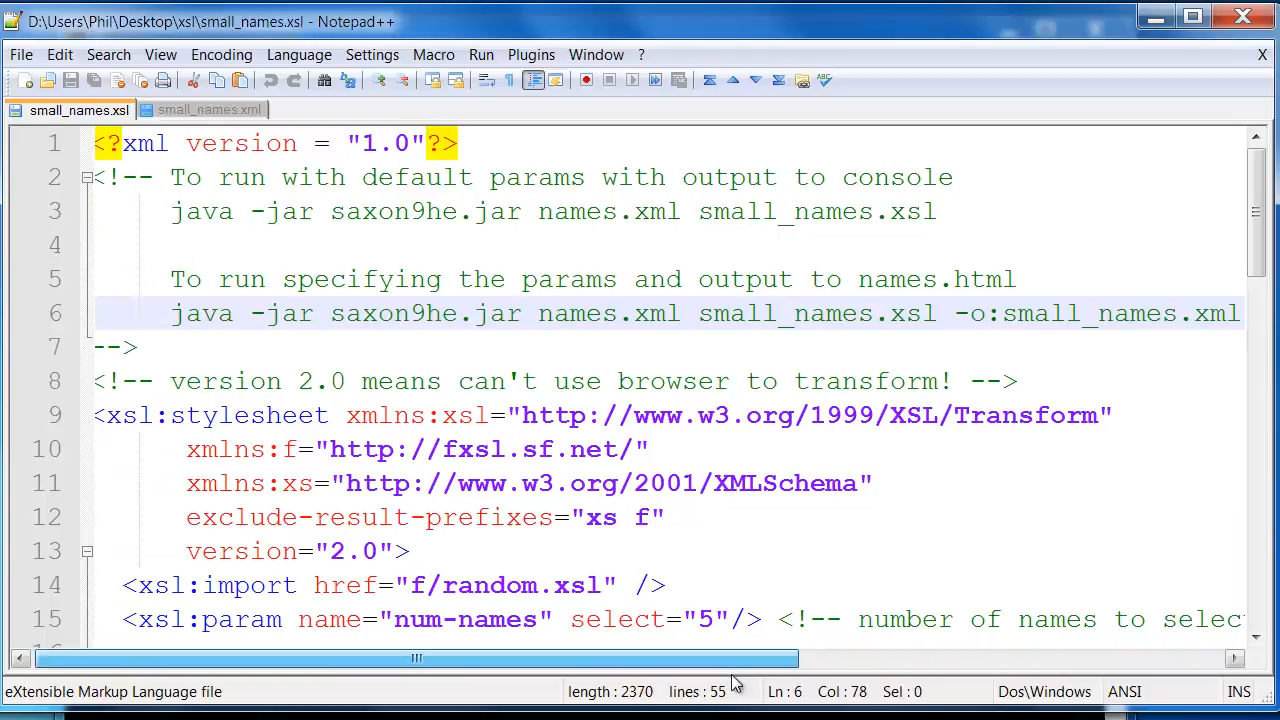 D:\Users\Phil\Desktop\xsl\small_names.xsl - Notepad++
File Edit Search View Encoding Language Settings Macro Run Plugins Window ? X
small_names.xsl small_names.xml
1 <?xml version = "1.0"?>
2 <!-- To run with default params with output to console
3 java -jar saxon9he.jar names.xml small_names.xsl
4
5 To run specifying the params and output to names.html
6 java -jar saxon9he.jar names.xml small_names.xsl -o:small_names.xml
7 -->
8 <!-- version 2.0 means can't use browser to transform! -->
9 <xsl:stylesheet xmlns:xsl="http://www.w3.org/1999/XSL/Transform"
10 xmlns:f="http://fxsl.sf.net/"
11 xmlns:xs="http://www.w3.org/2001/XMLSchema"
12 exclude-result-prefixes="xs f"
13 version="2.0">
14 <xsl:import href="f/random.xsl" />
15 <xsl:param name="num-names" select="5"/> <!-- number of names to selec
eXtensible Markup Language file length : 2370 lines : 55 Ln : 6 Col : 78 Sel : 0 Dos\Windows ANSI INS